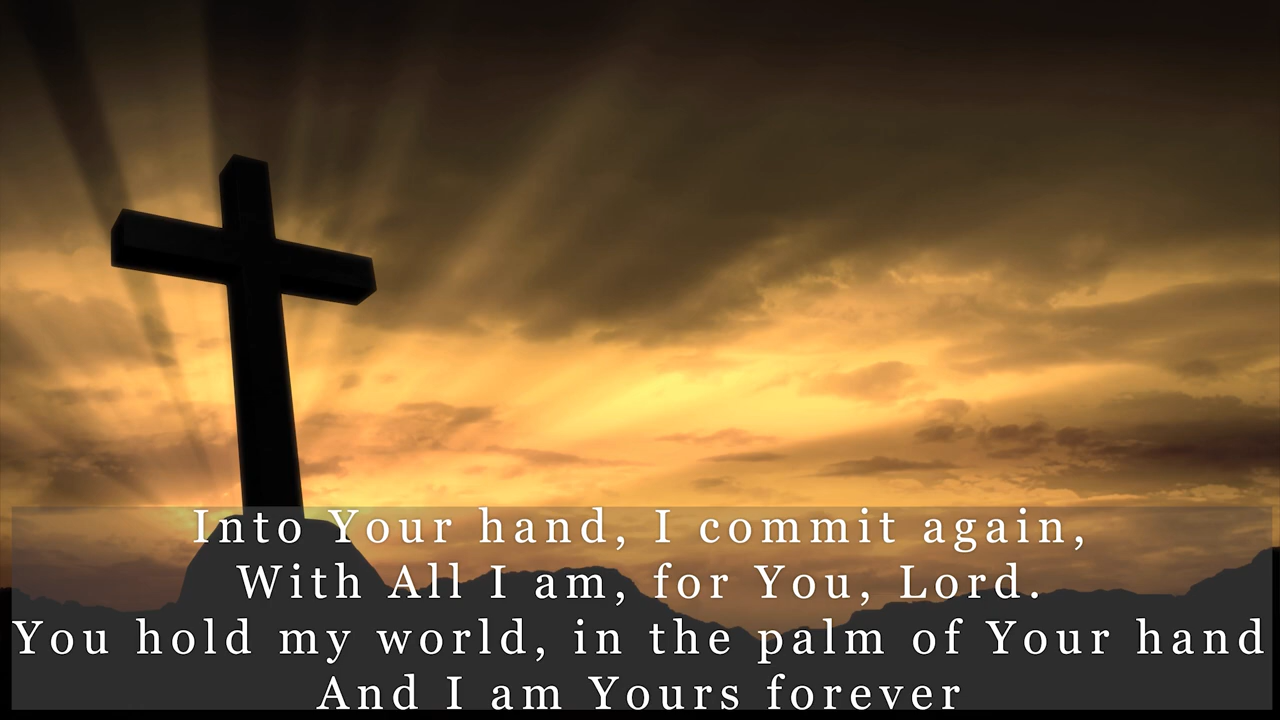 Into Your hand, I commit again,
With All I am, for You, Lord.
You hold my world, in the palm of Your hand
And I am Yours forever